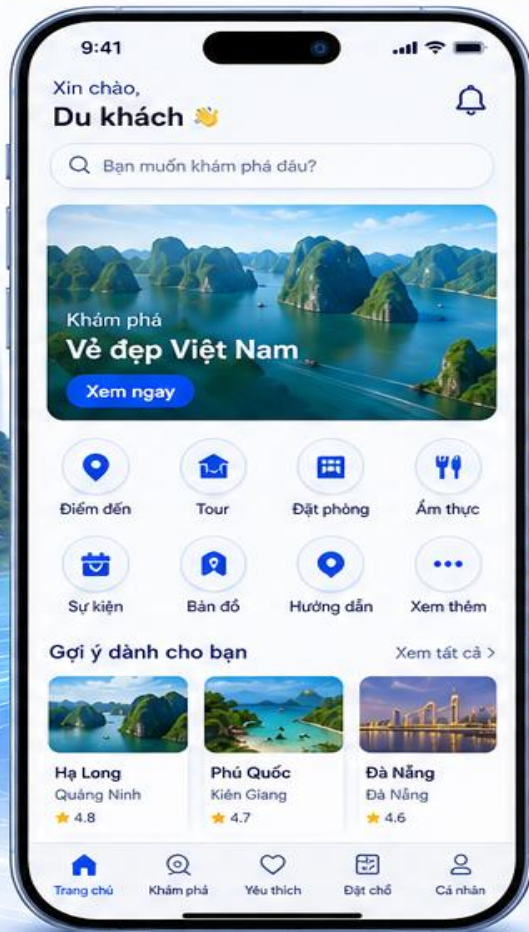 9:41
Xin chào,
Du khách 👋
Bạn muốn khám phá đâu?
Khám phá
Vẻ đẹp Việt Nam
Xem ngay
Điểm đến
Tour
Đặt phòng
Ẩm thực
Sự kiện
Bản đồ
Hướng dẫn
Xem thêm
Gợi ý dành cho bạn
Xem tất cả >
Hạ Long
Phú Quốc
Đà Nẵng
Quảng Ninh
Kiên Giang
Đà Nẵng
4.8
4.7
4.6
Trang chủ
Khám phá
Yêu thích
Đặt chỗ
Cá nhân